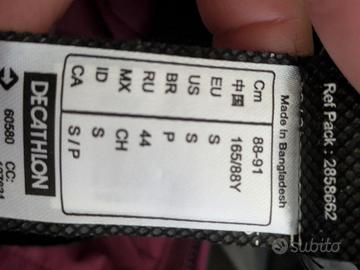 Ref Pack : 2858662
Made in Bangladesh
Cm 88-91
中国 165/88Y
EU S
US S
BR P
RU 44
MX CH
ID S
CA S / P
DECATHLON
60580 CC:
subito